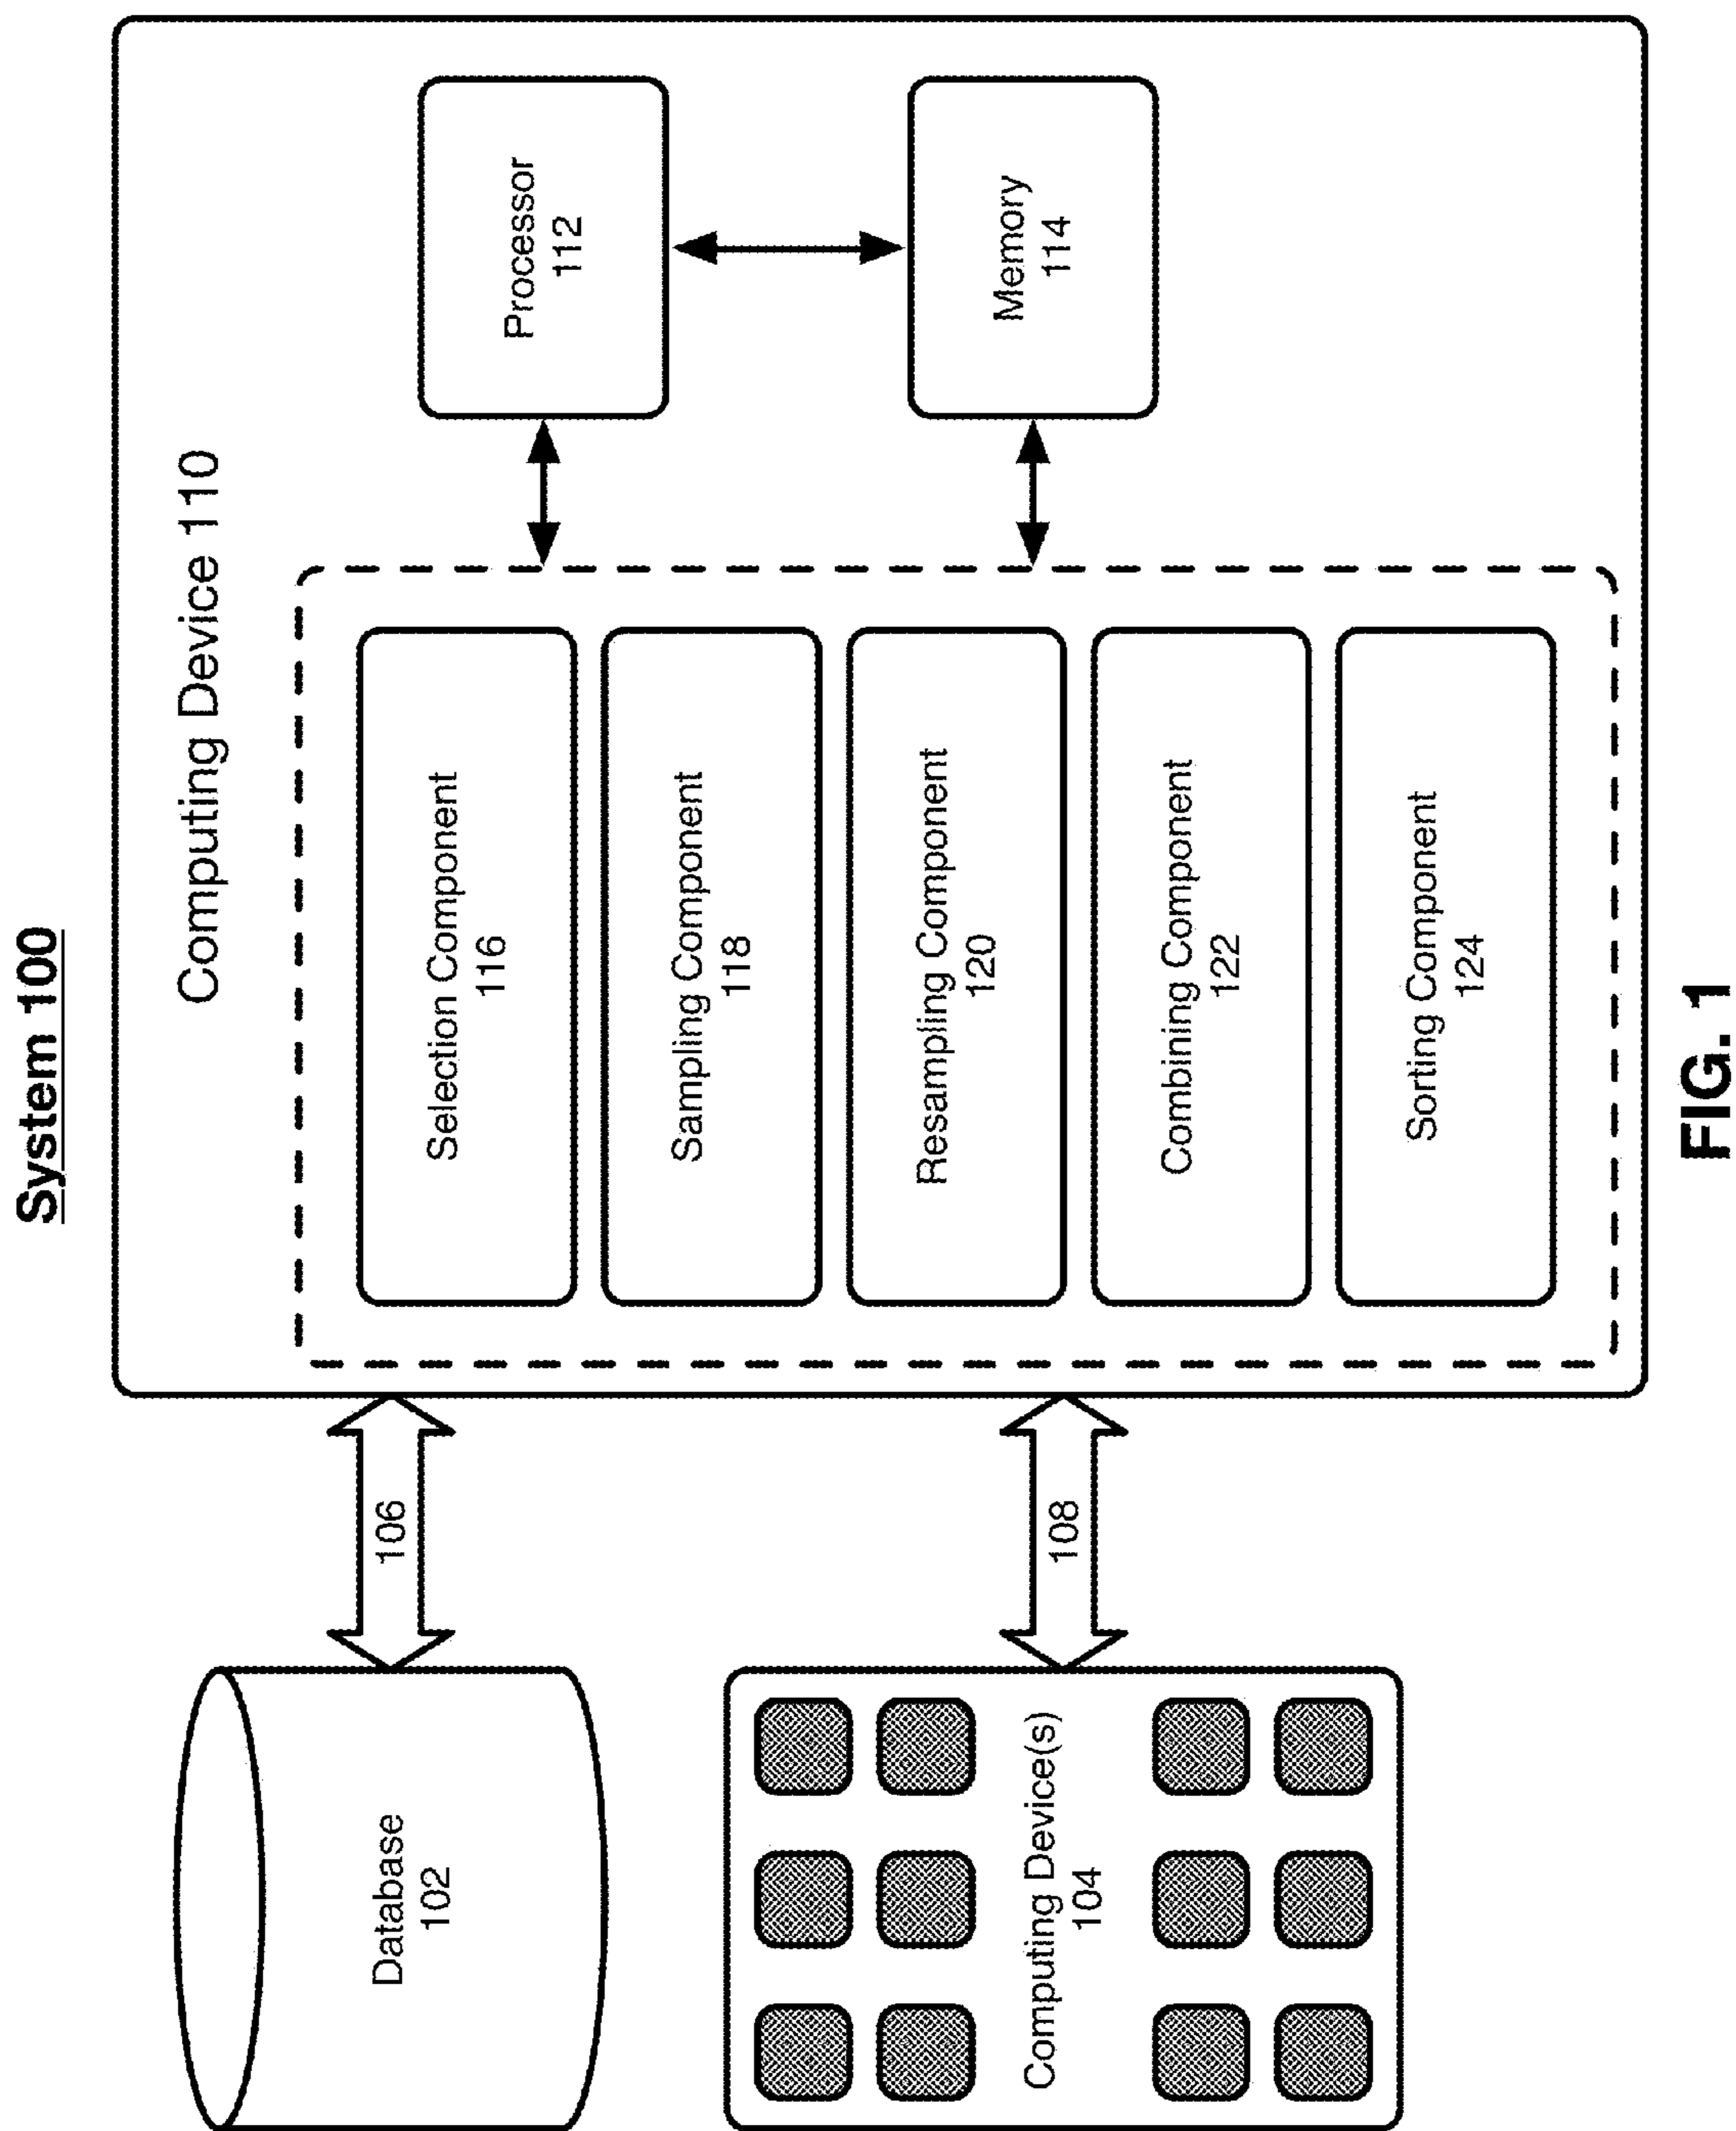 System 100
Database
102
106
Computing Device(s)
104
108
Computing Device 110
Selection Component
116
Sampling Component
118
Resampling Component
120
Combining Component
122
Sorting Component
124
Processor
112
Memory
114
FIG. 1